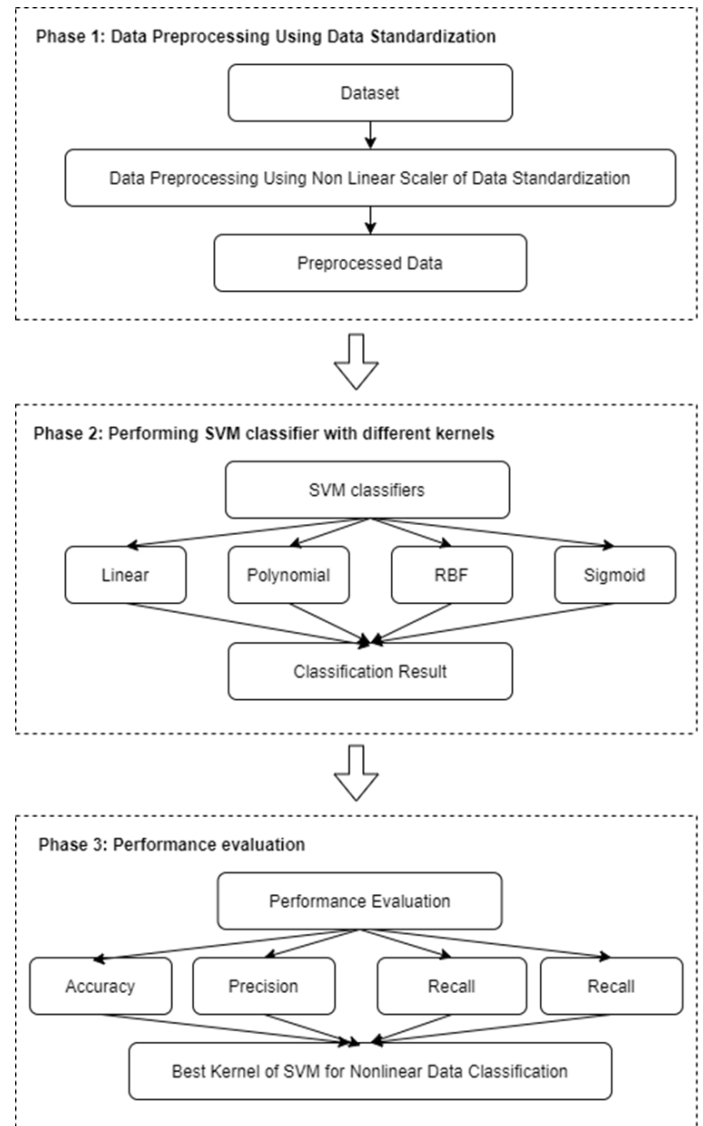 Phase 1: Data Preprocessing Using Data Standardization
Dataset
Data Preprocessing Using Non Linear Scaler of Data Standardization
Preprocessed Data
Phase 2: Performing SVM classifier with different kernels
SVM classifiers
Linear
Polynomial
RBF
Sigmoid
Classification Result
Phase 3: Performance evaluation
Performance Evaluation
Accuracy
Precision
Recall
Recall
Best Kernel of SVM for Nonlinear Data Classification